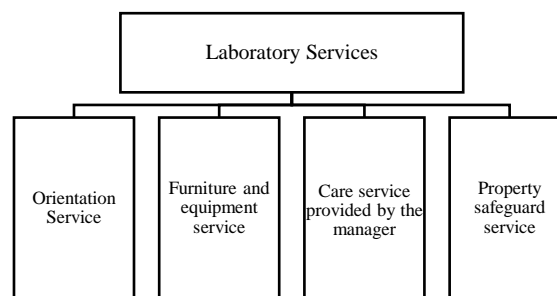 Laboratory Services
Orientation
Service
Furniture and
equipment
service
Care service
provided by the
manager
Property
safeguard
service